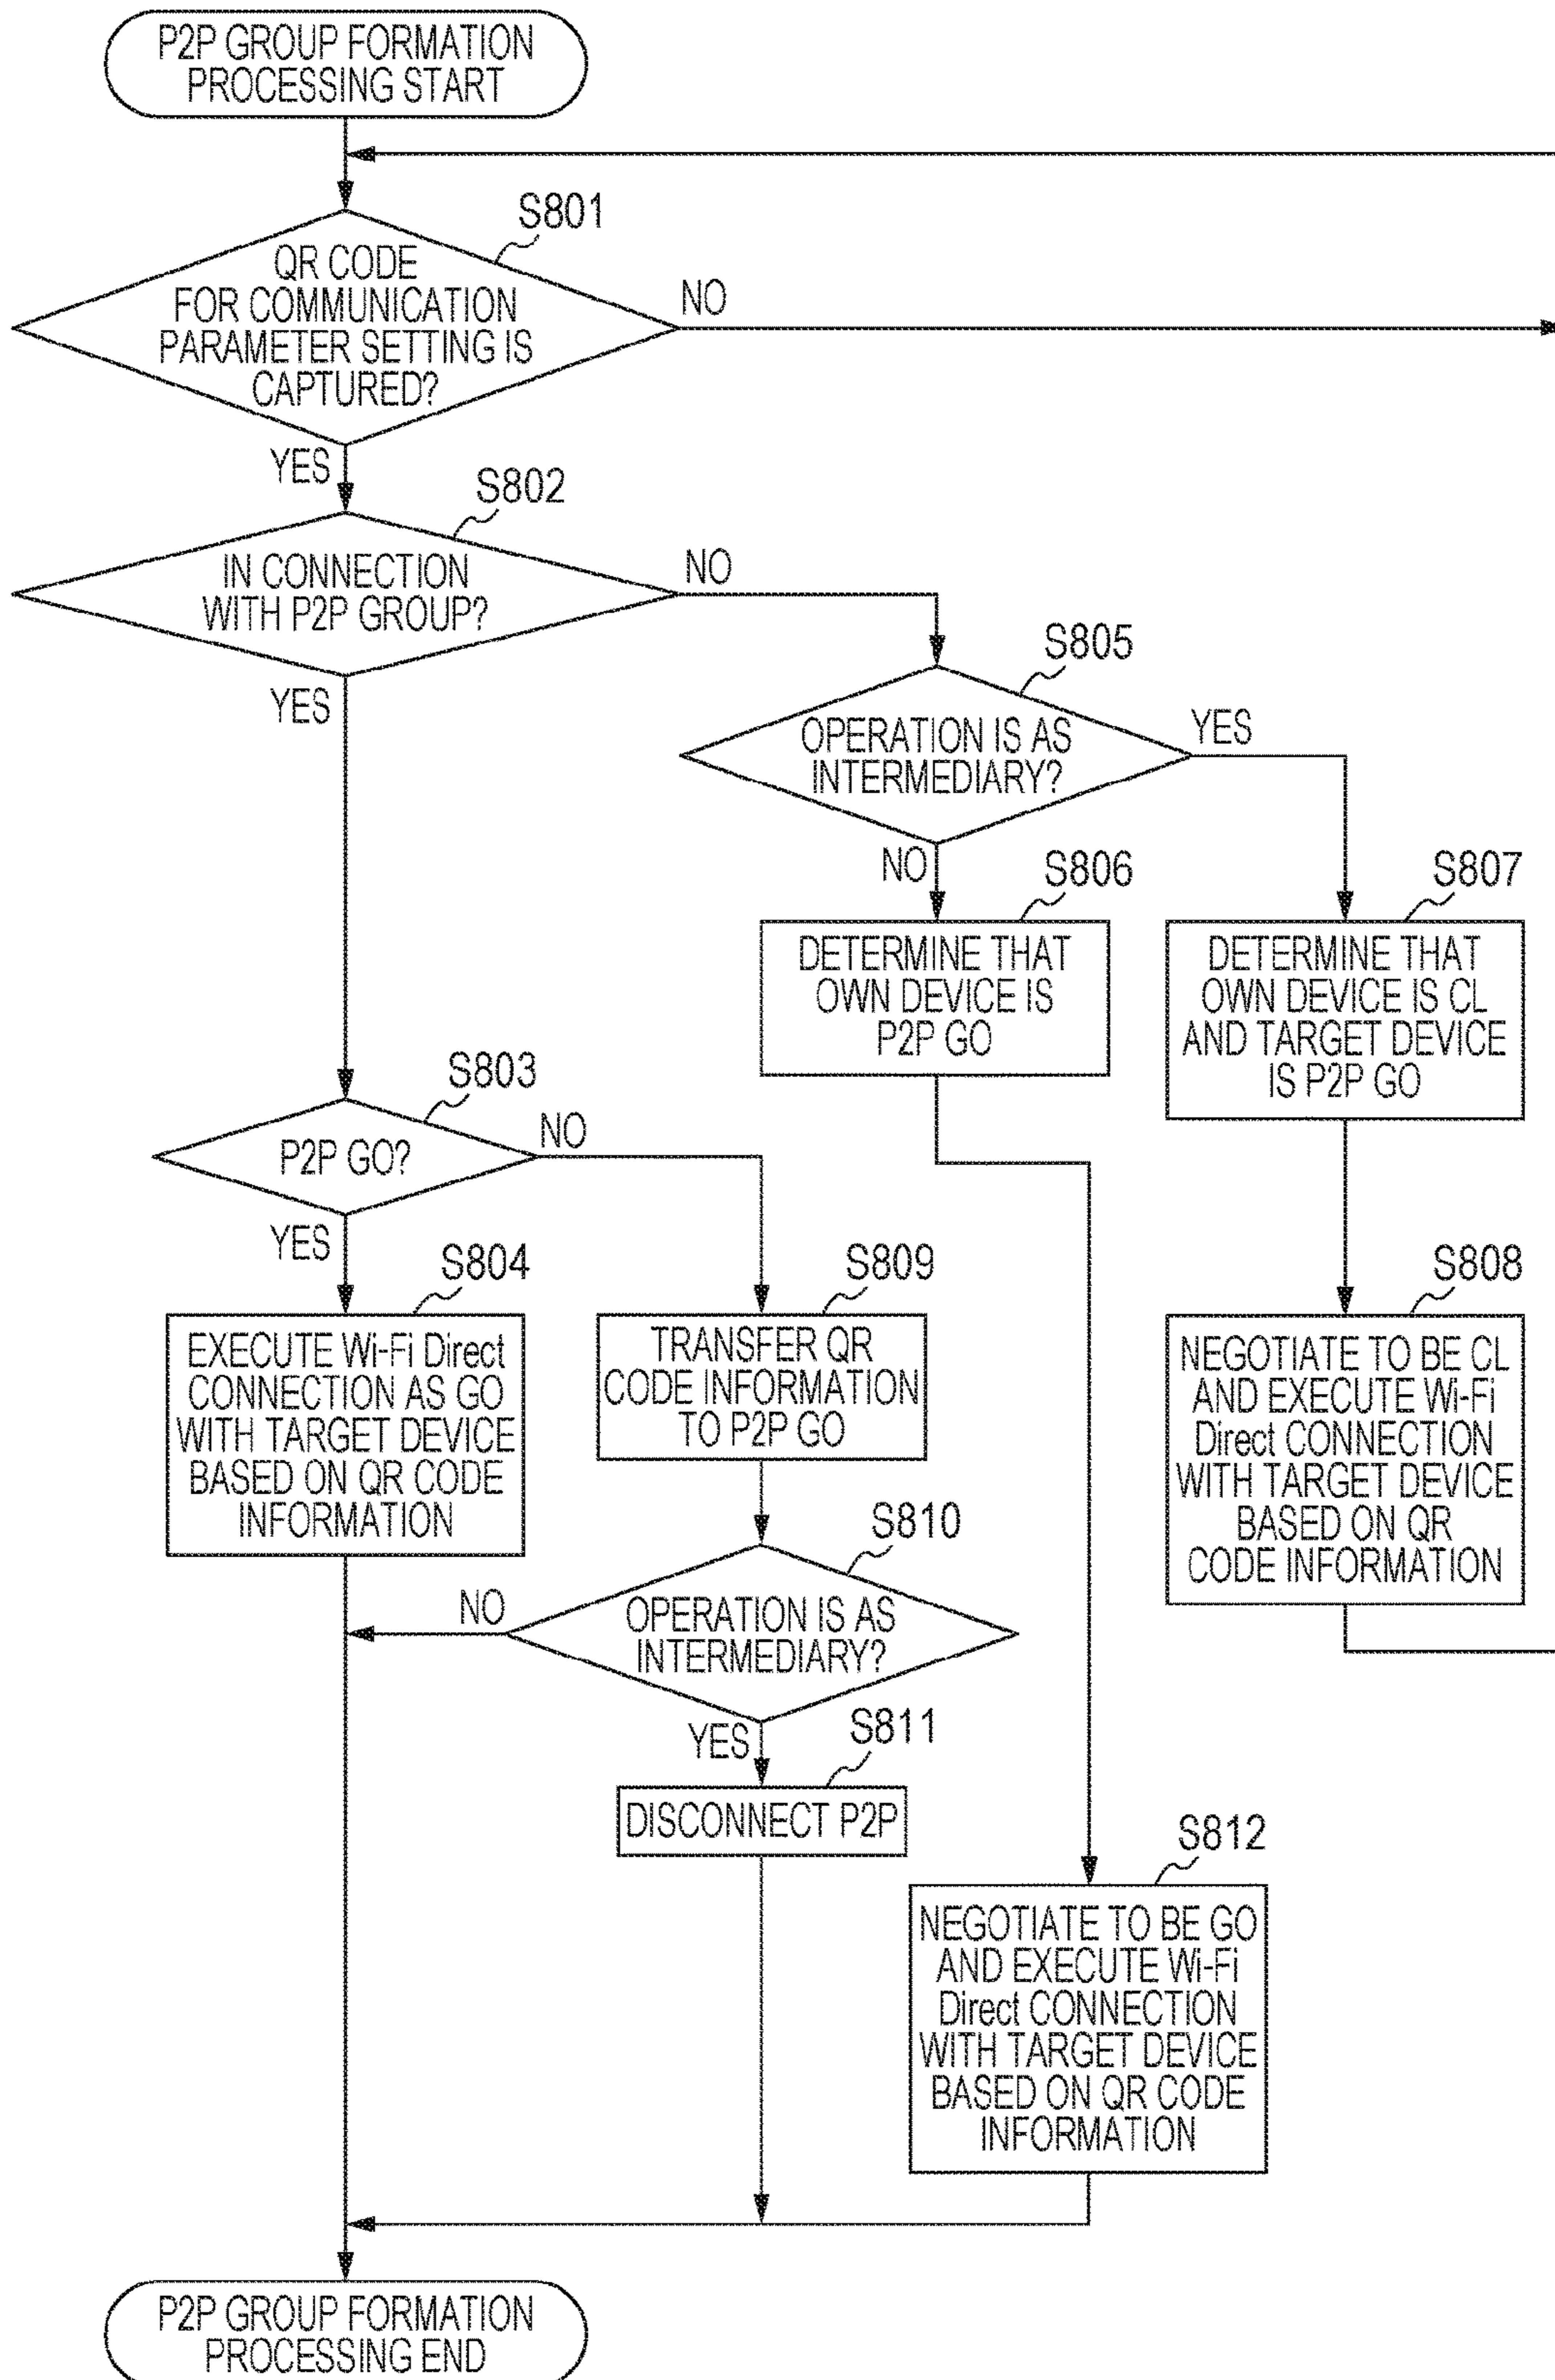 P2P GROUP FORMATION
PROCESSING START
S801
QR CODE
FOR COMMUNICATION
PARAMETER SETTING IS
CAPTURED?
NO
YES
S802
IN CONNECTION
WITH P2P GROUP?
NO
YES
S805
OPERATION IS AS
INTERMEDIARY?
YES
NO
S806
DETERMINE THAT
OWN DEVICE IS
P2P GO
S807
DETERMINE THAT
OWN DEVICE IS CL
AND TARGET DEVICE
IS P2P GO
S803
P2P GO?
NO
YES
S804
EXECUTE Wi-Fi Direct
CONNECTION AS GO
WITH TARGET DEVICE
BASED ON QR CODE
INFORMATION
S809
TRANSFER QR
CODE INFORMATION
TO P2P GO
S808
NEGOTIATE TO BE CL
AND EXECUTE Wi-Fi
Direct CONNECTION
WITH TARGET DEVICE
BASED ON QR
CODE INFORMATION
S810
OPERATION IS AS
INTERMEDIARY?
NO
YES
S811
DISCONNECT P2P
S812
NEGOTIATE TO BE GO
AND EXECUTE Wi-Fi
Direct CONNECTION
WITH TARGET DEVICE
BASED ON QR CODE
INFORMATION
P2P GROUP FORMATION
PROCESSING END